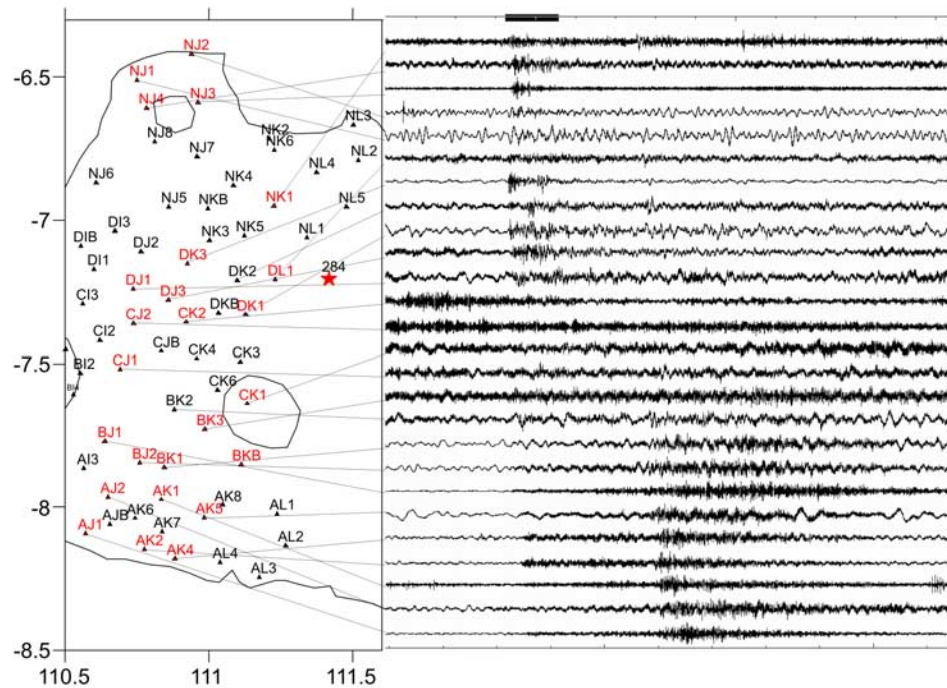 NJ2
-6.5
NJ1
NJ4
NJ3
NL3
NJ8
NK2
NK6
NJ7
NL2
NL4
NJ6
NK4
NJ5
NKB
NK1
NL5
-7
DI3
NK3
NK5
NL1
DIB
DJ2
DK3
DI1
DK2
DL1
284
DJ1
DJ3
CI3
CK2
DKB
DK1
CJ2
CI2
CJB
CK4
CK3
-7.5
CJ1
BI2
CK6
CK1
BK2
BK3
BJ1
BJ2
BK1
BKB
AI3
-8
AJ2
AK1
AK8
AJB
AK6
AK5
AL1
AJ1
AK7
AK2
AK4
AL2
AL4
AL3
-8.5
110.5 111 111.5